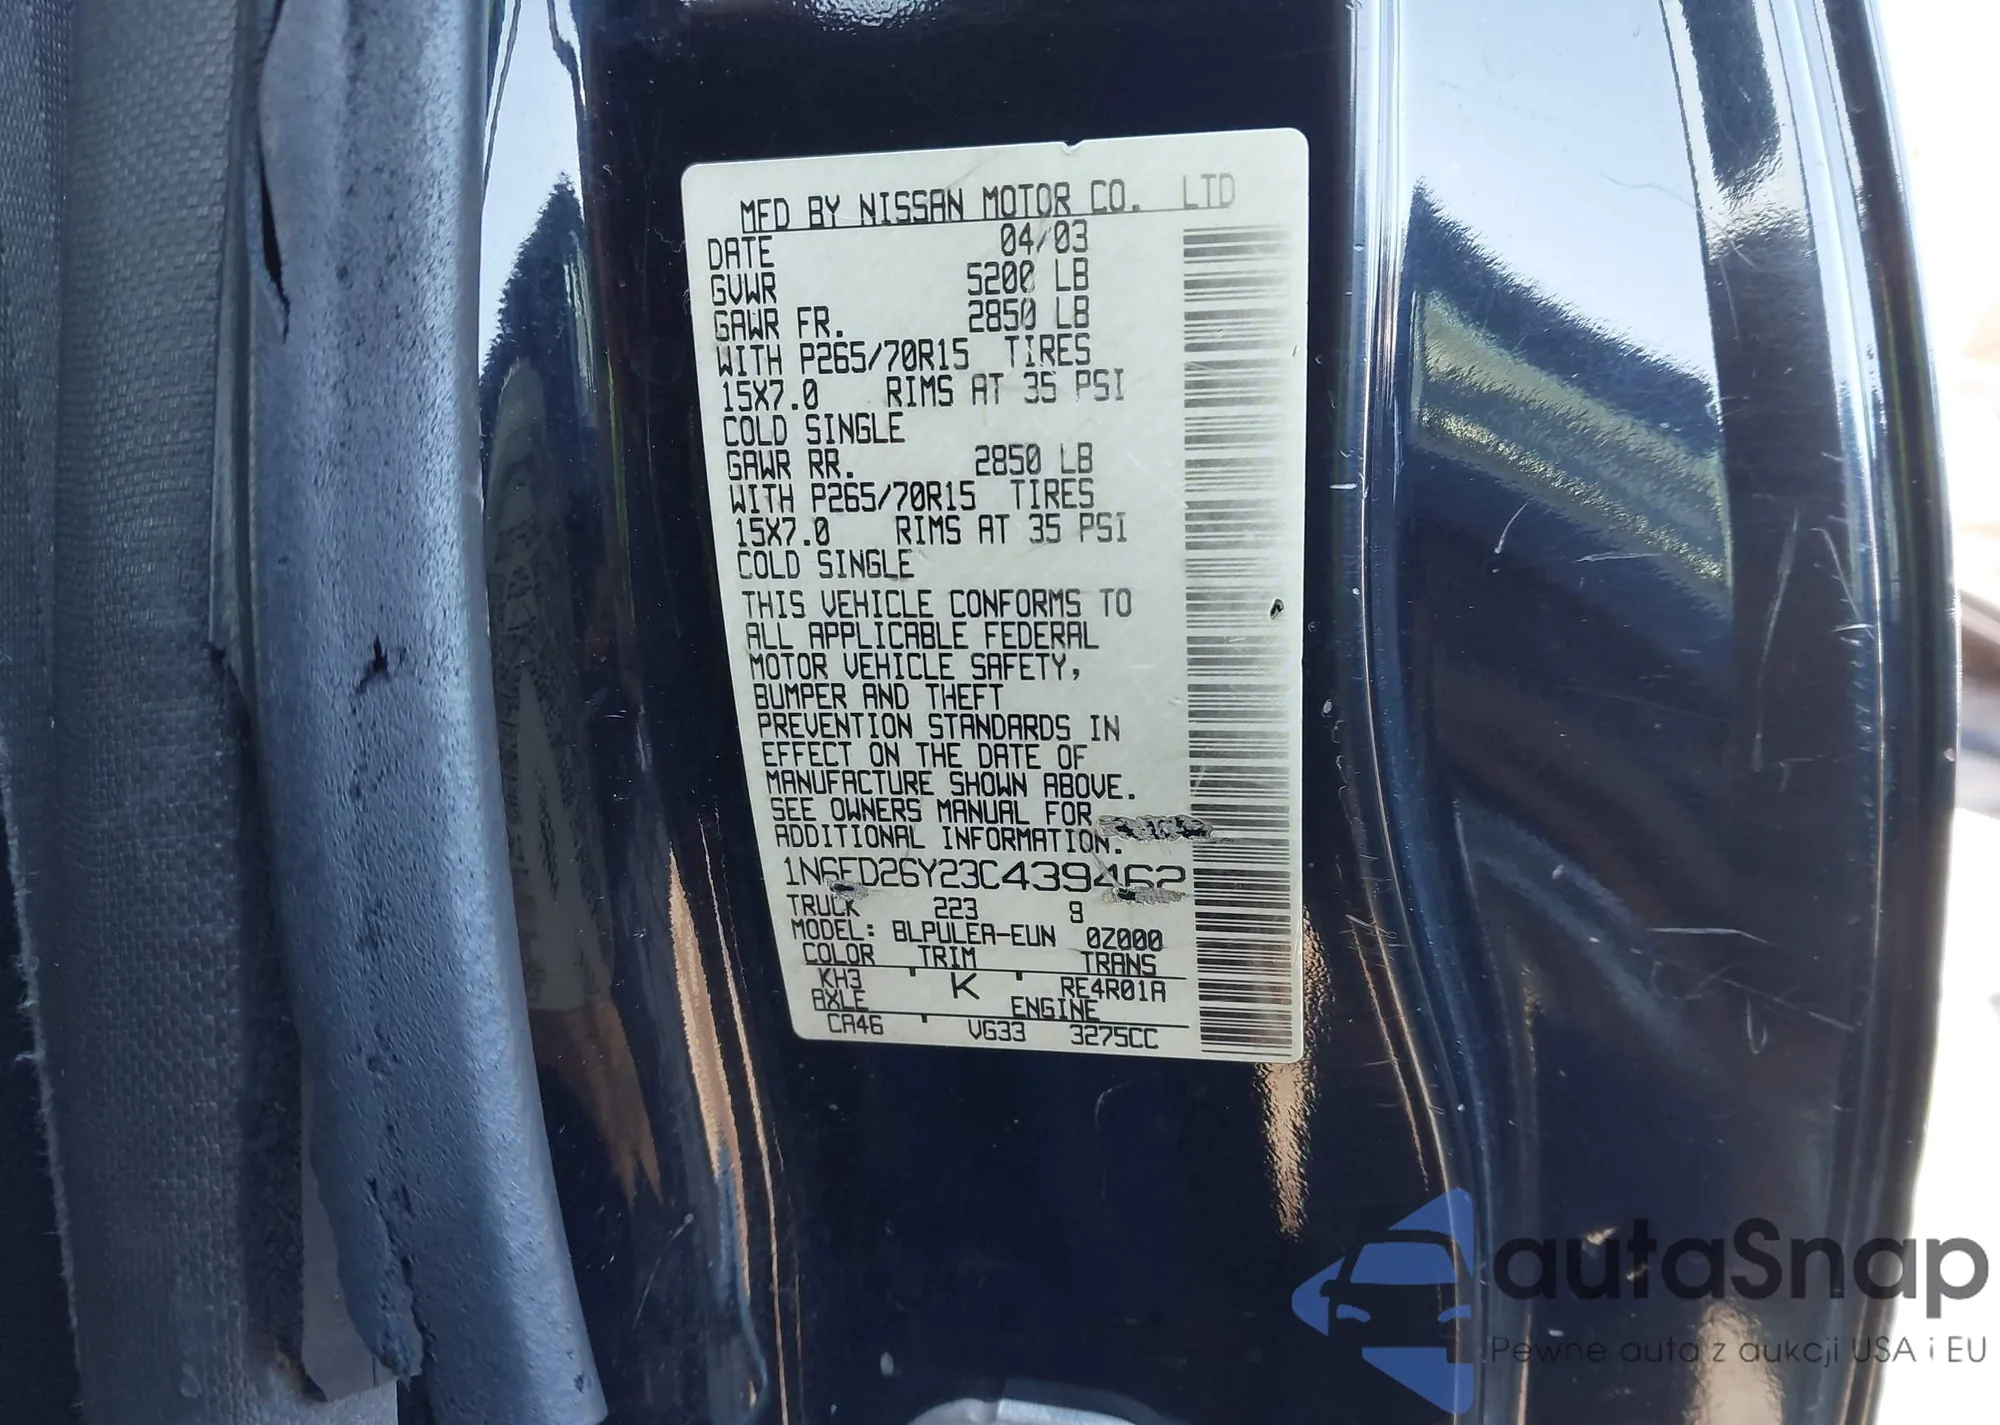 MFD BY NISSAN MOTOR CO. LTD
DATE 04/03
GVWR 5200 LB
GAWR FR. 2850 LB
WITH P265/70R15 TIRES
15X7.0 RIMS AT 35 PSI
COLD SINGLE
GAWR RR. 2850 LB
WITH P265/70R15 TIRES
15X7.0 RIMS AT 35 PSI
COLD SINGLE
THIS VEHICLE CONFORMS TO
ALL APPLICABLE FEDERAL
MOTOR VEHICLE SAFETY,
BUMPER AND THEFT
PREVENTION STANDARDS IN
EFFECT ON THE DATE OF
MANUFACTURE SHOWN ABOVE.
SEE OWNERS MANUAL FOR
ADDITIONAL INFORMATION.
1N6ED26Y23C439462
TRUCK 223 9
MODEL: BLPULEA-EUN 0Z000
COLOR TRIM TRANS
KH3 K RE4R01A
AXLE ENGINE
CA46 VG33 3275CC
autaSnap
Pewne auta z aukcji USA i EU